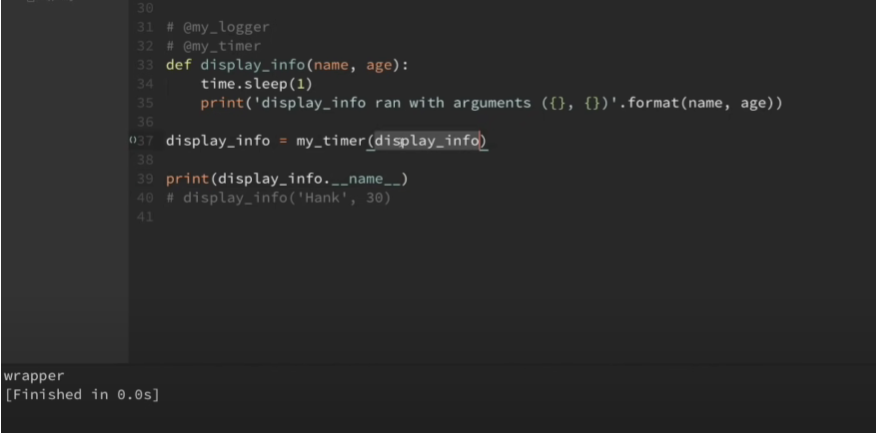 30
31 # @my_logger
32 # @my_timer
33 def display_info(name, age):
34     time.sleep(1)
35     print('display_info ran with arguments ({}, {})'.format(name, age))
36
37 display_info = my_timer(display_info)
38
39 print(display_info.__name__)
40 # display_info('Hank', 30)
41
wrapper
[Finished in 0.0s]